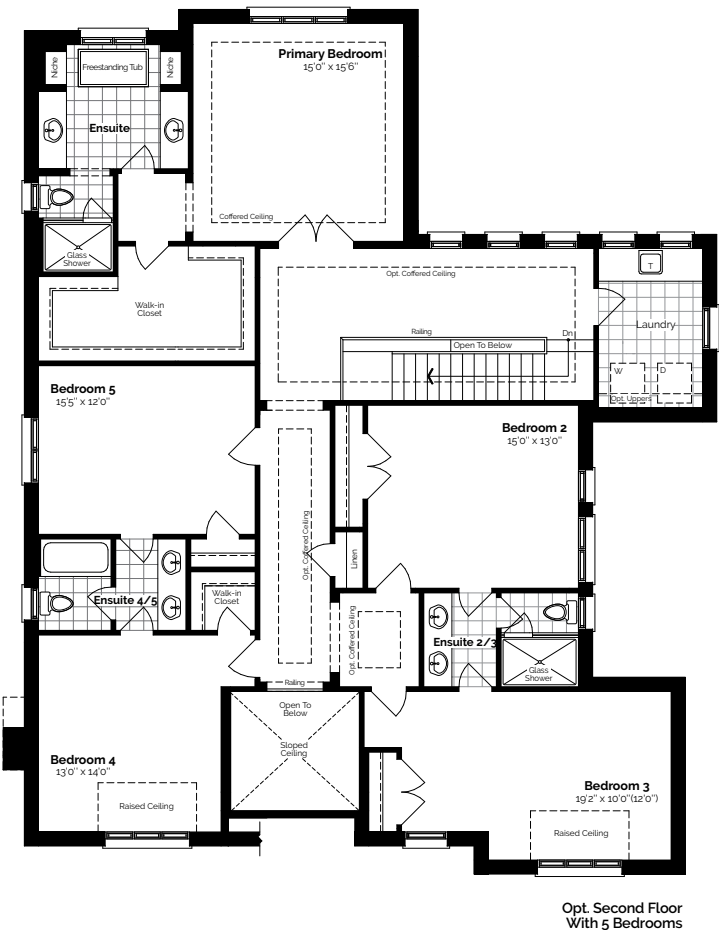 Primary Bedroom
15'0" x 15'6"
Niche
Freestanding Tub
Niche
Ensuite
Coffered Ceiling
Glass
Shower
Walk-in
Closet
Opt. Coffered Ceiling
T
Laundry
Railing
Open To Below
Dn
W
D
Opt. Uppers
Bedroom 5
15'5" x 12'0"
Bedroom 2
15'0" x 13'0"
Opt. Coffered Ceiling
Linen
Ensuite 4/5
Walk-in
Closet
Opt. Coffered Ceiling
Ensuite 2/3
Glass
Shower
Railing
Open To
Below
Sloped
Ceiling
Bedroom 4
13'0" x 14'0"
Raised Ceiling
Bedroom 3
19'2" x 10'0"(12'0")
Raised Ceiling
Opt. Second Floor
With 5 Bedrooms